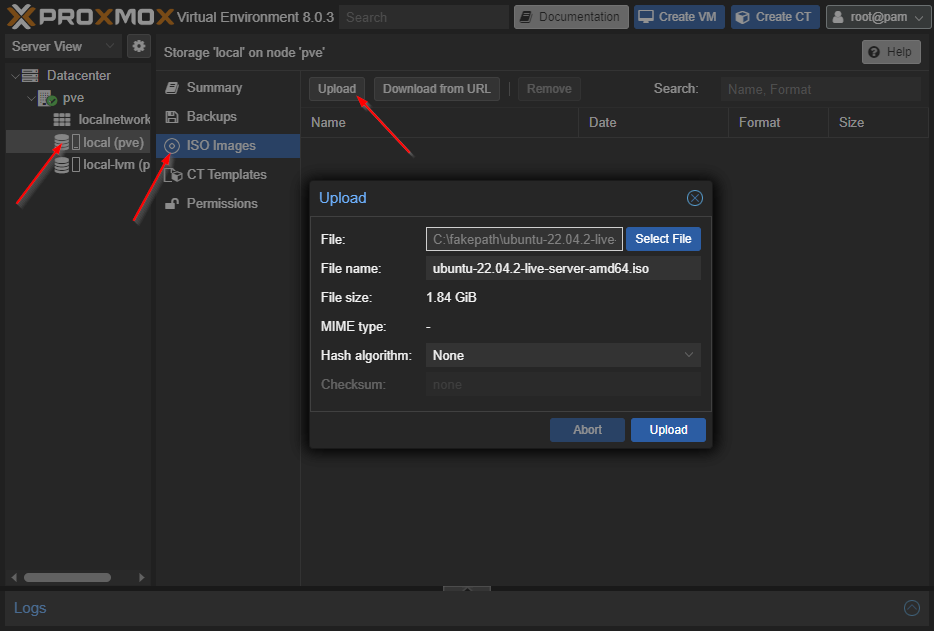 PROXMOX Virtual Environment 8.0.3 Search Documentation Create VM Create CT root@pam
Server View
Storage 'local' on node 'pve' Help
Datacenter
pve
localnetwork
local (pve)
local-lvm (p
Summary
Backups
ISO Images
CT Templates
Permissions
Upload Download from URL Remove Search: Name, Format
Name Date Format Size
Upload
File: C:\fakepath\ubuntu-22.04.2-live- Select File
File name: ubuntu-22.04.2-live-server-amd64.iso
File size: 1.84 GiB
MIME type: -
Hash algorithm: None
Checksum: none
Abort Upload
Logs